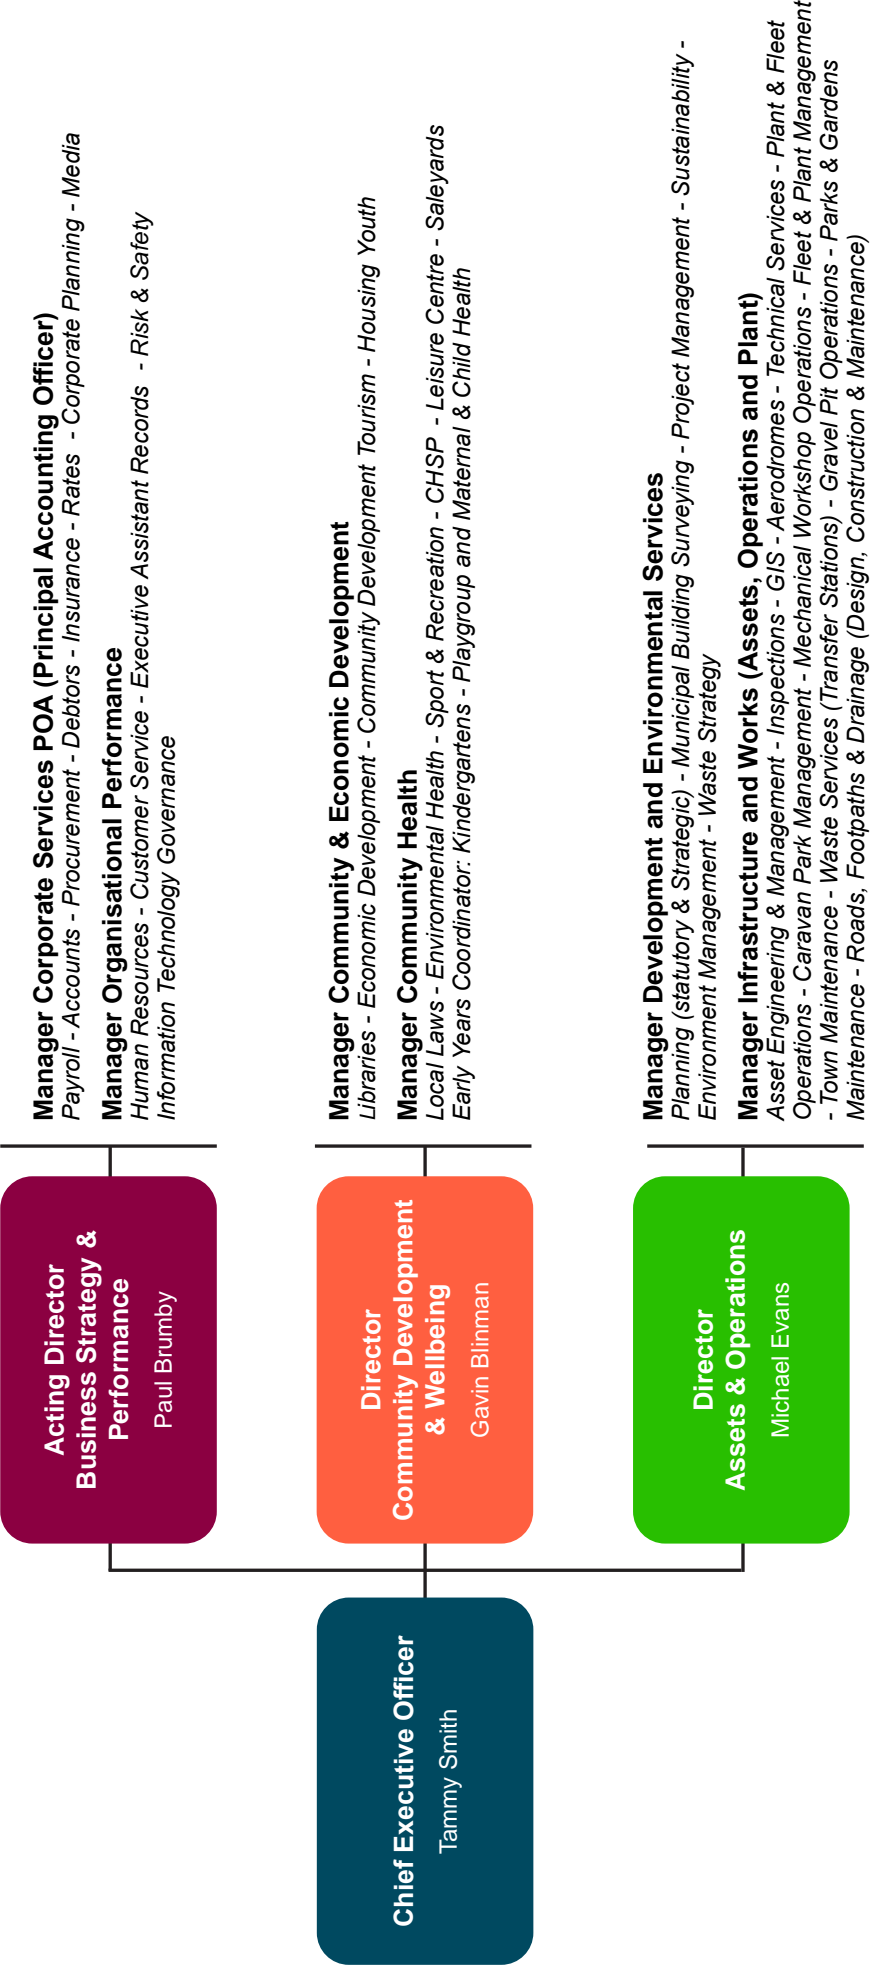 Chief Executive Officer
Tammy Smith
Acting Director
Business Strategy &
Performance
Paul Brumby
Manager Corporate Services POA (Principal Accounting Officer)
Payroll - Accounts - Procurement - Debtors - Insurance - Rates  - Corporate Planning - Media
Manager Organisational Performance
Human Resources - Customer Service - Executive Assistant Records  - Risk & Safety
Information Technology Governance
Director
Community Development
& Wellbeing
Gavin Blinman
Manager Community & Economic Development
Libraries - Economic Development - Community Development Tourism - Housing Youth
Manager Community Health
Local Laws - Environmental Health - Sport & Recreation - CHSP  - Leisure Centre - Saleyards
Early Years Coordinator: Kindergartens - Playgroup and Maternal & Child Health
Director
Assets & Operations
Michael Evans
Manager Development and Environmental Services
Planning (statutory & Strategic) - Municipal Building Surveying - Project Management - Sustainability -
Environment Management - Waste Strategy
Manager Infrastructure and Works (Assets, Operations and Plant)
Asset Engineering & Management - Inspections - GIS - Aerodromes - Technical Services - Plant & Fleet
Operations - Caravan Park Management - Mechanical Workshop Operations - Fleet & Plant Management
- Town Maintenance - Waste Services (Transfer Stations) - Gravel Pit Operations - Parks & Gardens
Maintenance - Roads, Footpaths & Drainage (Design, Construction & Maintenance)